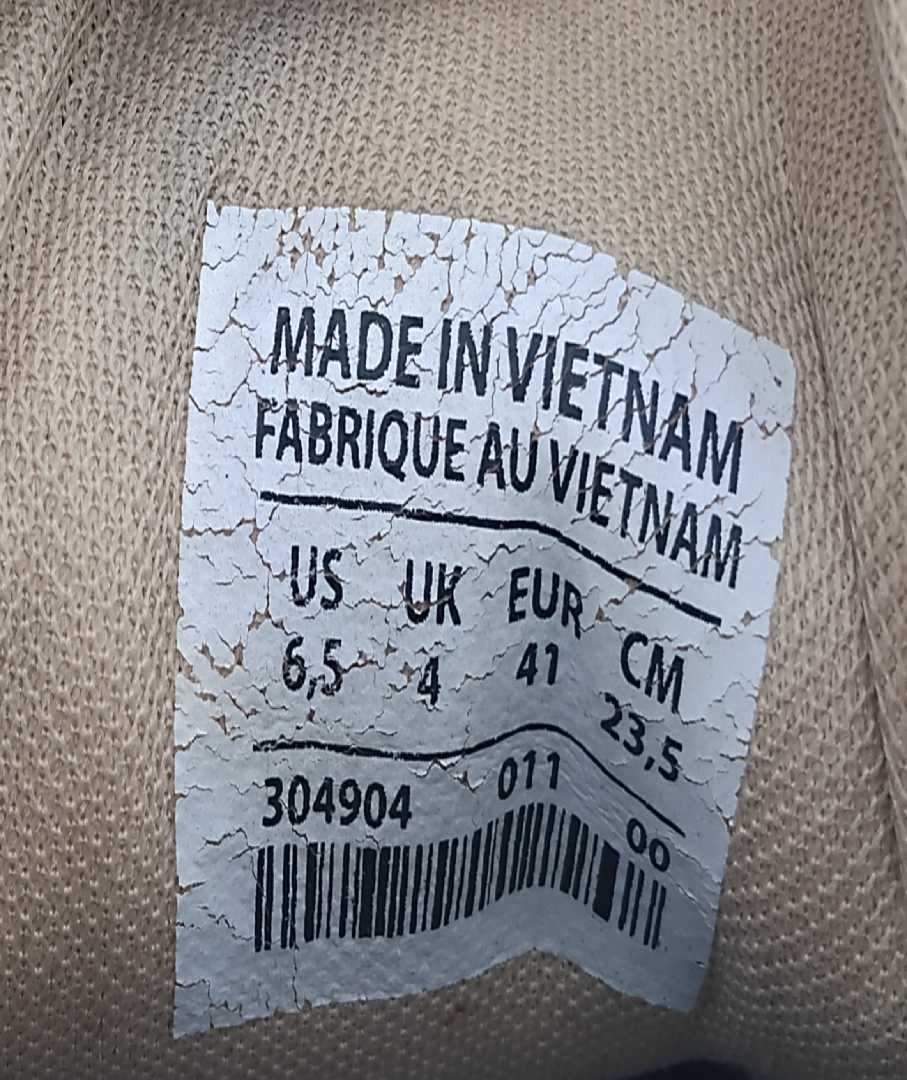 MADE IN VIETNAM
FABRIQUE AU VIETNAM
US UK EUR CM
6,5 4 41 23,5
304904 011 00